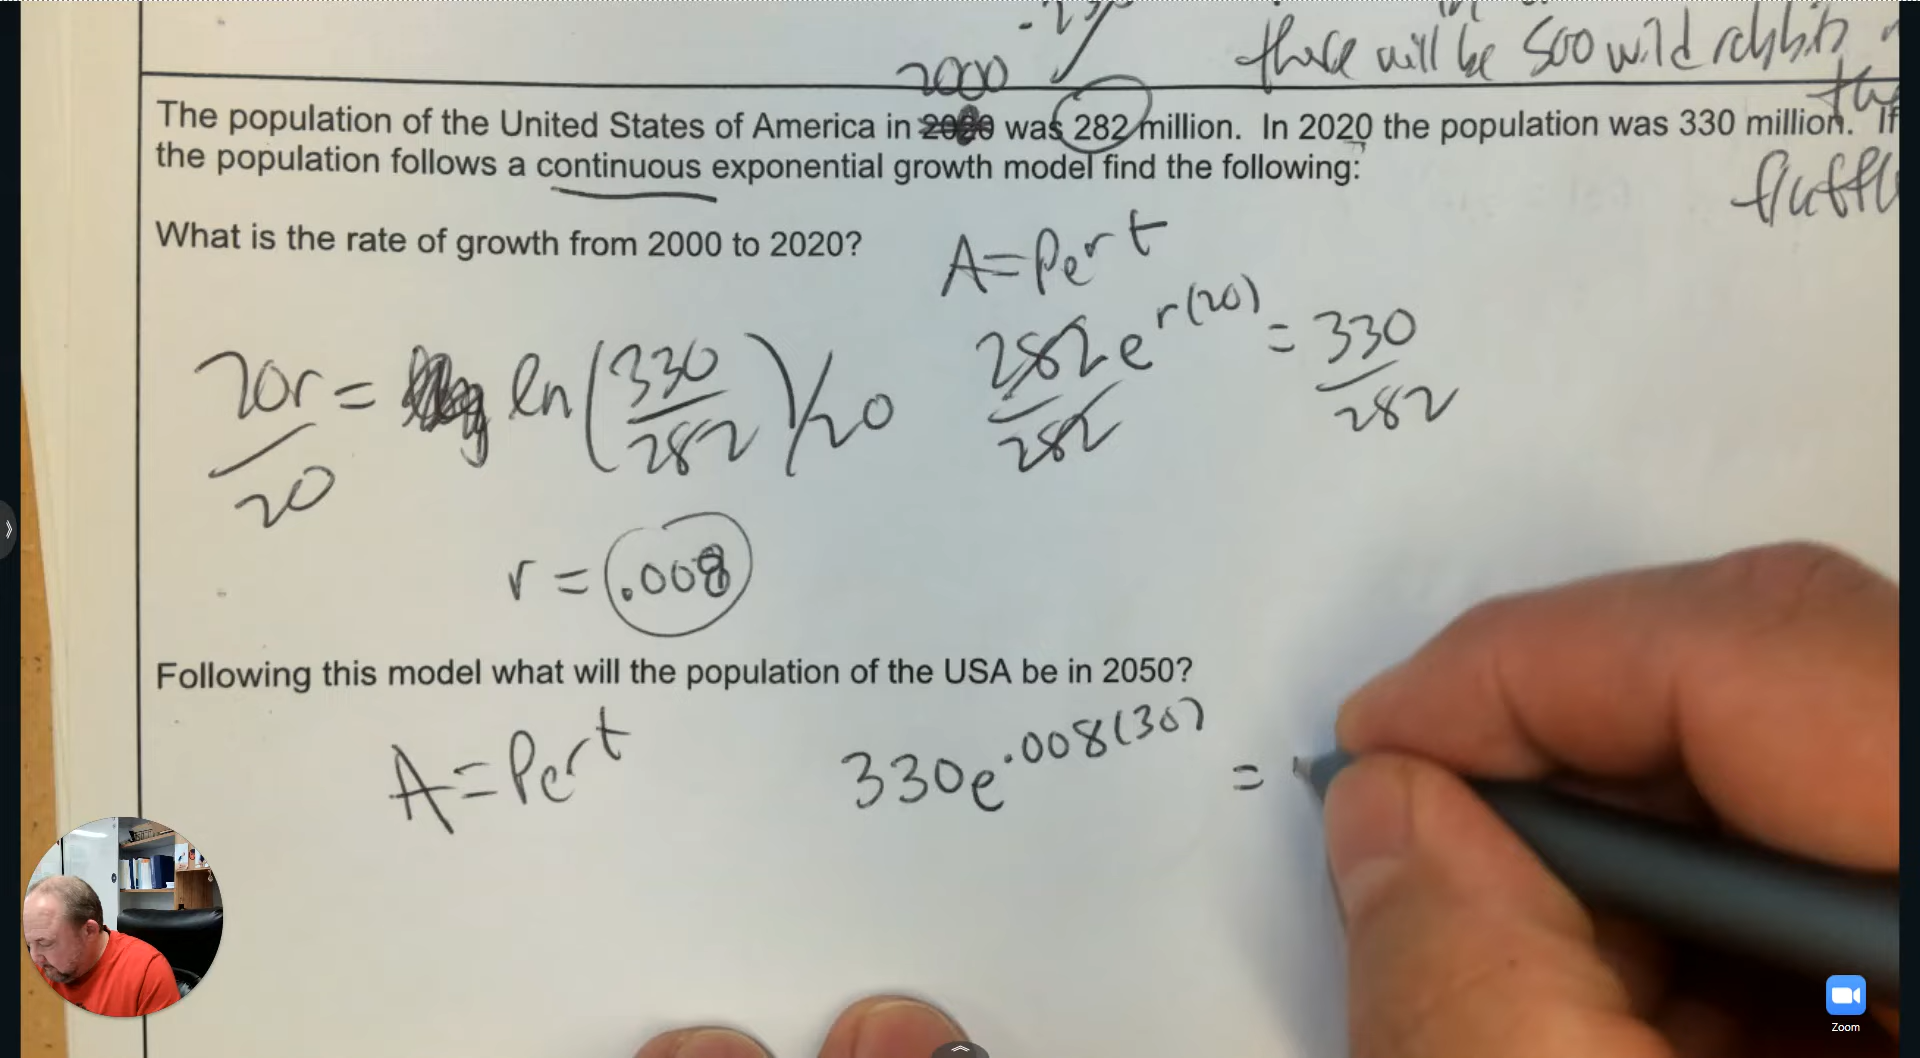 there will be 500 wild rabbits
2000
The population of the United States of America in was 282 million. In 2020 the population was 330 million. If
the population follows a continuous exponential growth model find the following:
What is the rate of growth from 2000 to 2020?
A=Pe^rt
282e^r(20) = 330
282 282
20r = ln(330/282)/20
20
r = .008
Following this model what will the population of the USA be in 2050?
A=Pe^rt 330e^.008(30) =
Zoom